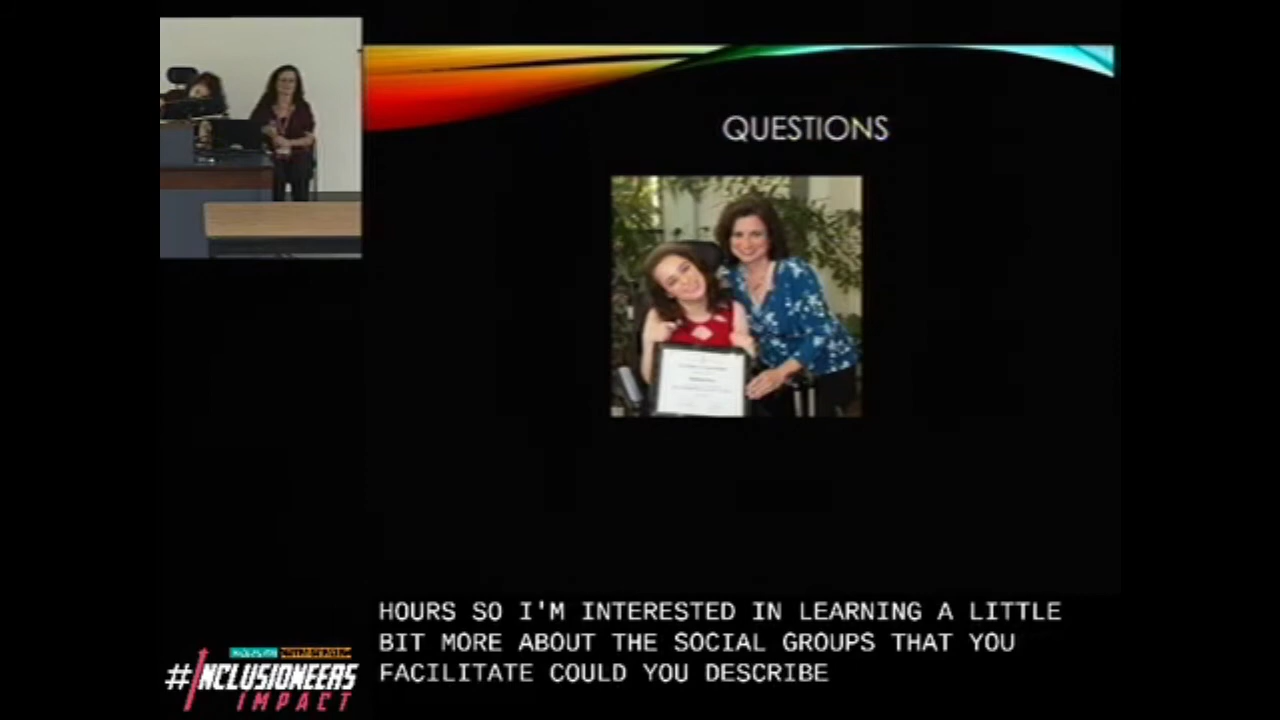 QUESTIONS
HOURS SO I'M INTERESTED IN LEARNING A LITTLE
BIT MORE ABOUT THE SOCIAL GROUPS THAT YOU
FACILITATE COULD YOU DESCRIBE
#INCLUSIONEERS
IMPACT